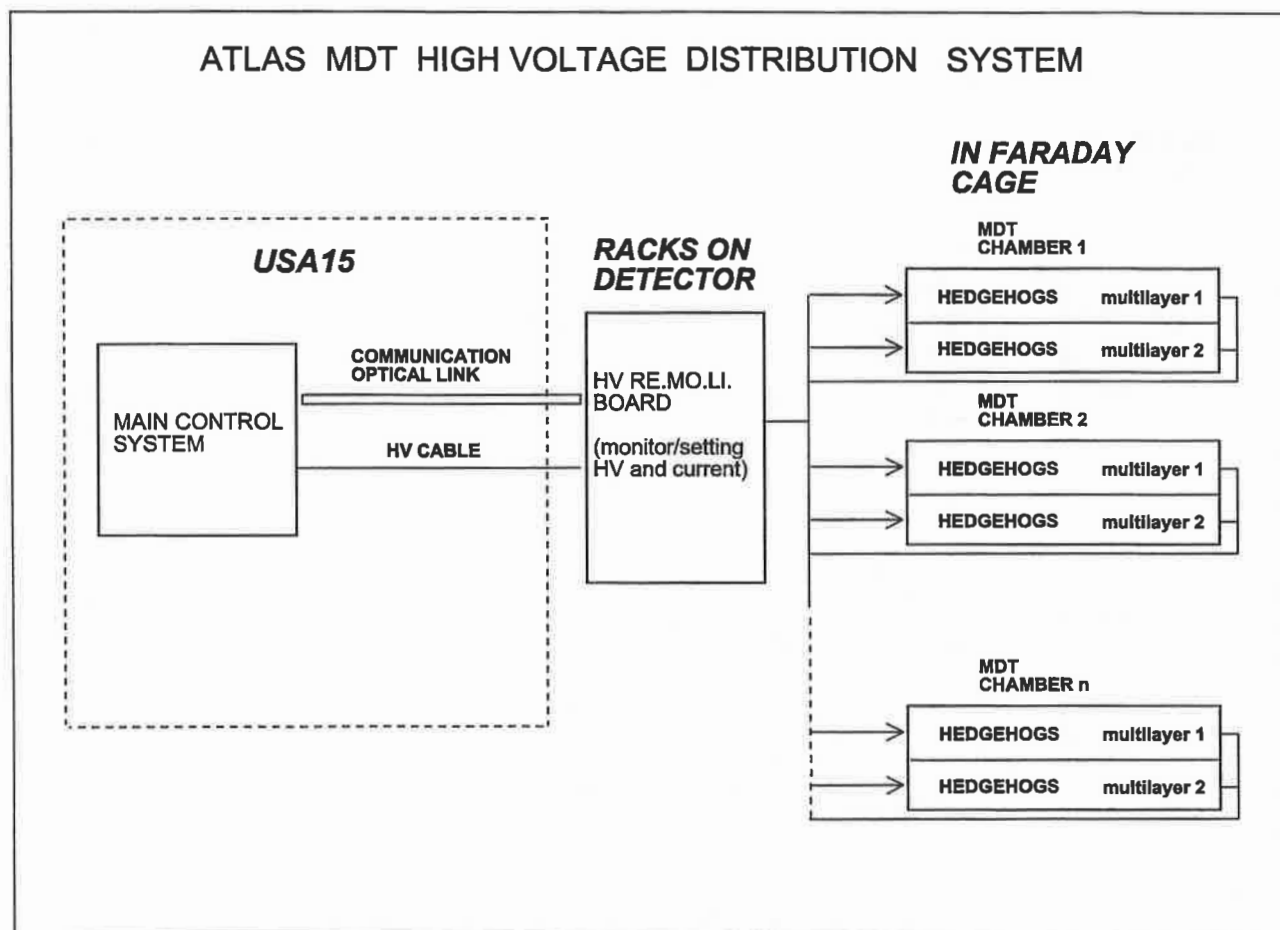 ATLAS MDT HIGH VOLTAGE DISTRIBUTION SYSTEM
IN FARADAY
CAGE
USA15
RACKS ON
DETECTOR
MAIN CONTROL
SYSTEM
COMMUNICATION
OPTICAL LINK
HV CABLE
HV RE.MO.LI.
BOARD
(monitor/setting
HV and current)
MDT
CHAMBER 1
HEDGEHOGS multilayer 1
HEDGEHOGS multilayer 2
MDT
CHAMBER 2
HEDGEHOGS multilayer 1
HEDGEHOGS multilayer 2
MDT
CHAMBER n
HEDGEHOGS multilayer 1
HEDGEHOGS multilayer 2